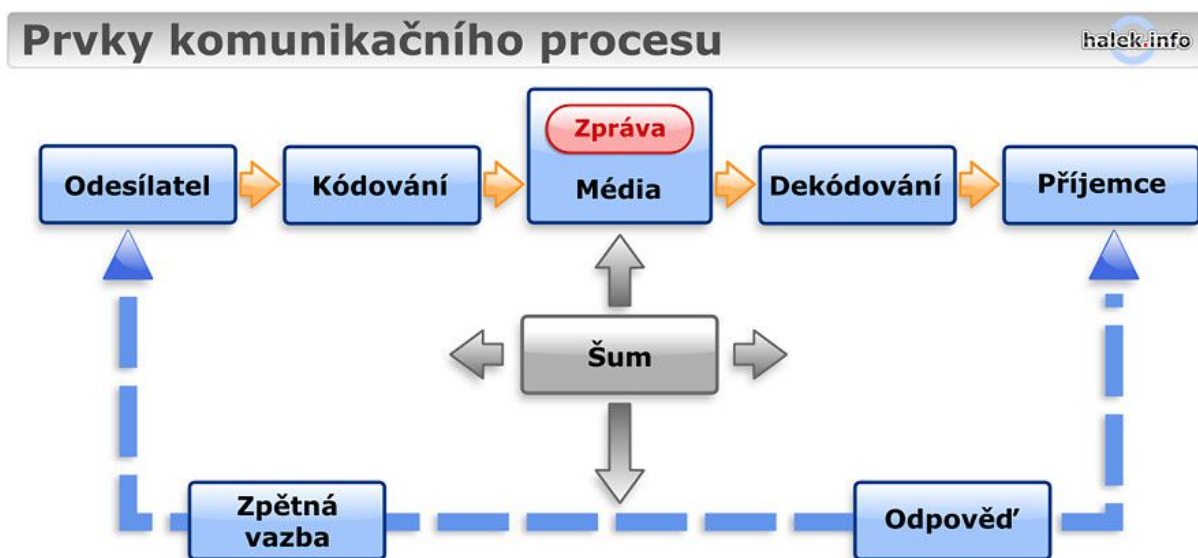 Prvky komunikačního procesu
halek.info
Zpráva
Odesílatel
Kódování
Média
Dekódování
Příjemce
Šum
Zpětná
vazba
Odpověď